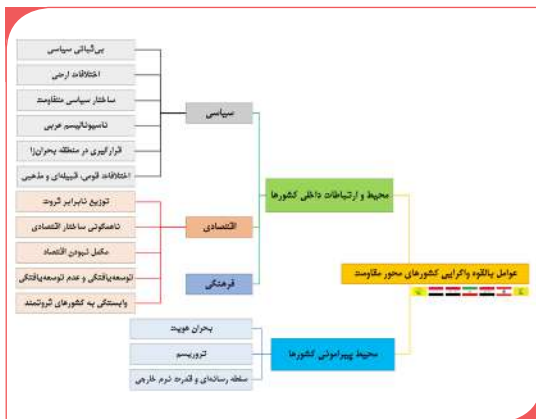 عوامل بالقوه واگرایی کشورهای محور مقاومت
محیط و ارتباطات داخلی کشورها
سیاسی
بی‌ثباتی سیاسی
اختلافات ارضی
ساختار سیاسی متفاوت
ناسیونالیسم عربی
قرارگیری در منطقه بحران‌زا
اختلافات قومی، قبیله‌ای و مذهبی
اقتصادی
توزیع نابرابر ثروت
ناهمگونی ساختار اقتصادی
مکمل نبودن اقتصاد
توسعه‌یافتگی و عدم توسعه‌یافتگی
وابستگی به کشورهای ثروتمند
فرهنگی
محیط پیرامونی کشورها
بحران هویت
تروریسم
سلطه رسانه‌ای و قدرت نرم خارجی